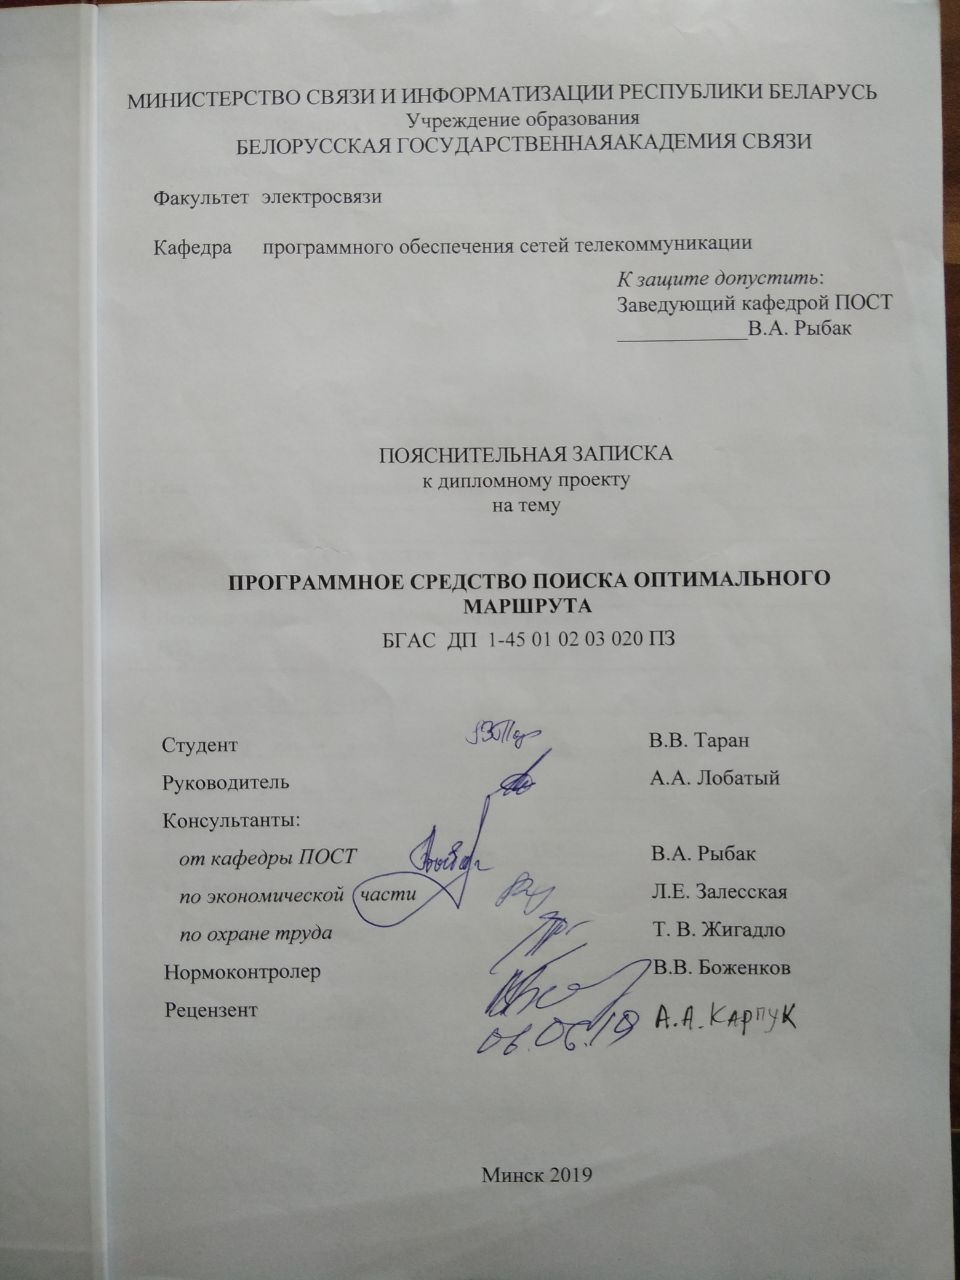 МИНИСТЕРСТВО СВЯЗИ И ИНФОРМАТИЗАЦИИ РЕСПУБЛИКИ БЕЛАРУСЬ
Учреждение образования
БЕЛОРУССКАЯ ГОСУДАРСТВЕННАЯАКАДЕМИЯ СВЯЗИ
Факультет электросвязи
Кафедра программного обеспечения сетей телекоммуникации
К защите допустить:
Заведующий кафедрой ПОСТ
____________В.А. Рыбак
ПОЯСНИТЕЛЬНАЯ ЗАПИСКА
к дипломному проекту
на тему
ПРОГРАММНОЕ СРЕДСТВО ПОИСКА ОПТИМАЛЬНОГО
МАРШРУТА
БГАС ДП 1-45 01 02 03 020 ПЗ
Студент В.В. Таран
Руководитель А.А. Лобатый
Консультанты:
от кафедры ПОСТ В.А. Рыбак
по экономической части Л.Е. Залесская
по охране труда Т. В. Жигадло
Нормоконтролер В.В. Боженков
Рецензент А.А. КАРПУК
06.06.19
Минск 2019